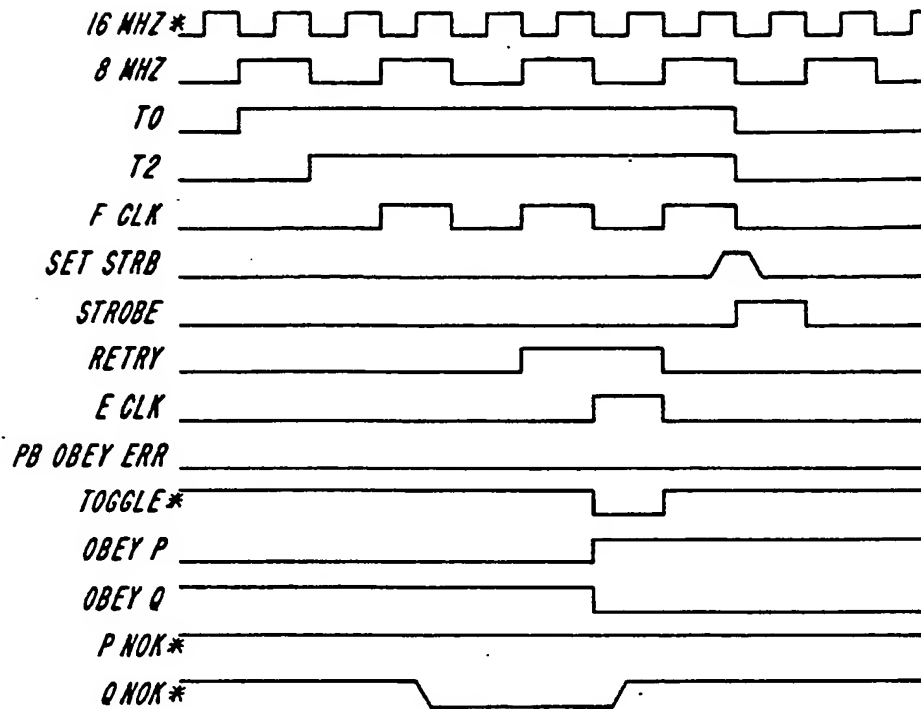 16 MHZ*
8 MHZ
T0
T2
F CLK
SET STRB
STROBE
RETRY
E CLK
PB OBEY ERR
TOGGLE*
OBEY P
OBEY Q
P NOK*
Q NOK*